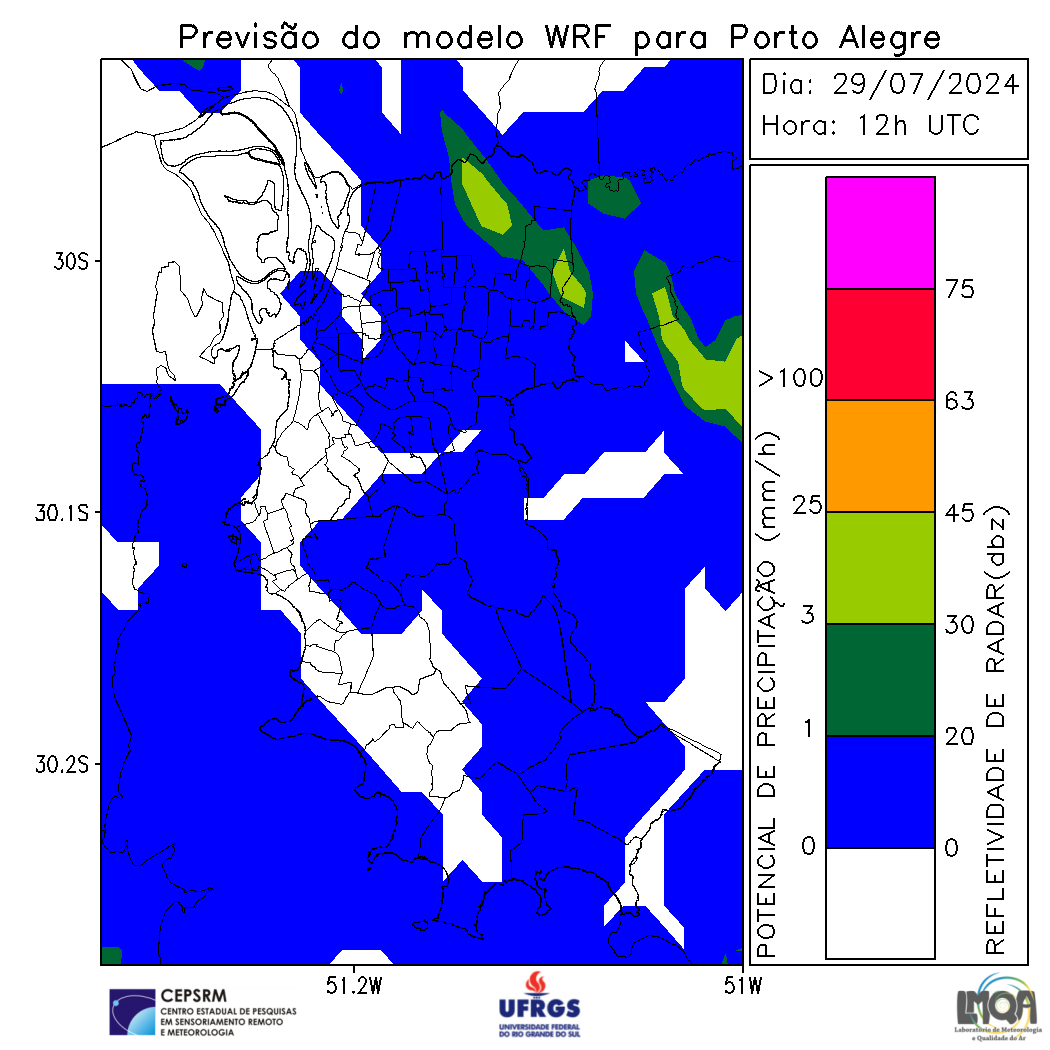 Previsão do modelo WRF para Porto Alegre
Dia: 29/07/2024
Hora: 12h UTC
30S
30.1S
30.2S
51.2W
51W
POTENCIAL DE PRECIPITAÇÃO (mm/h)
>100
25
3
1
0
75
63
45
30
20
0
REFLETIVIDADE DE RADAR(dbz)
CEPSRM
CENTRO ESTADUAL DE PESQUISAS
EM SENSORIAMENTO REMOTO
E METEOROLOGIA
UFRGS
UNIVERSIDADE FEDERAL
DO RIO GRANDE DO SUL
LMQA
Laboratório de Meteorologia
e Qualidade do Ar